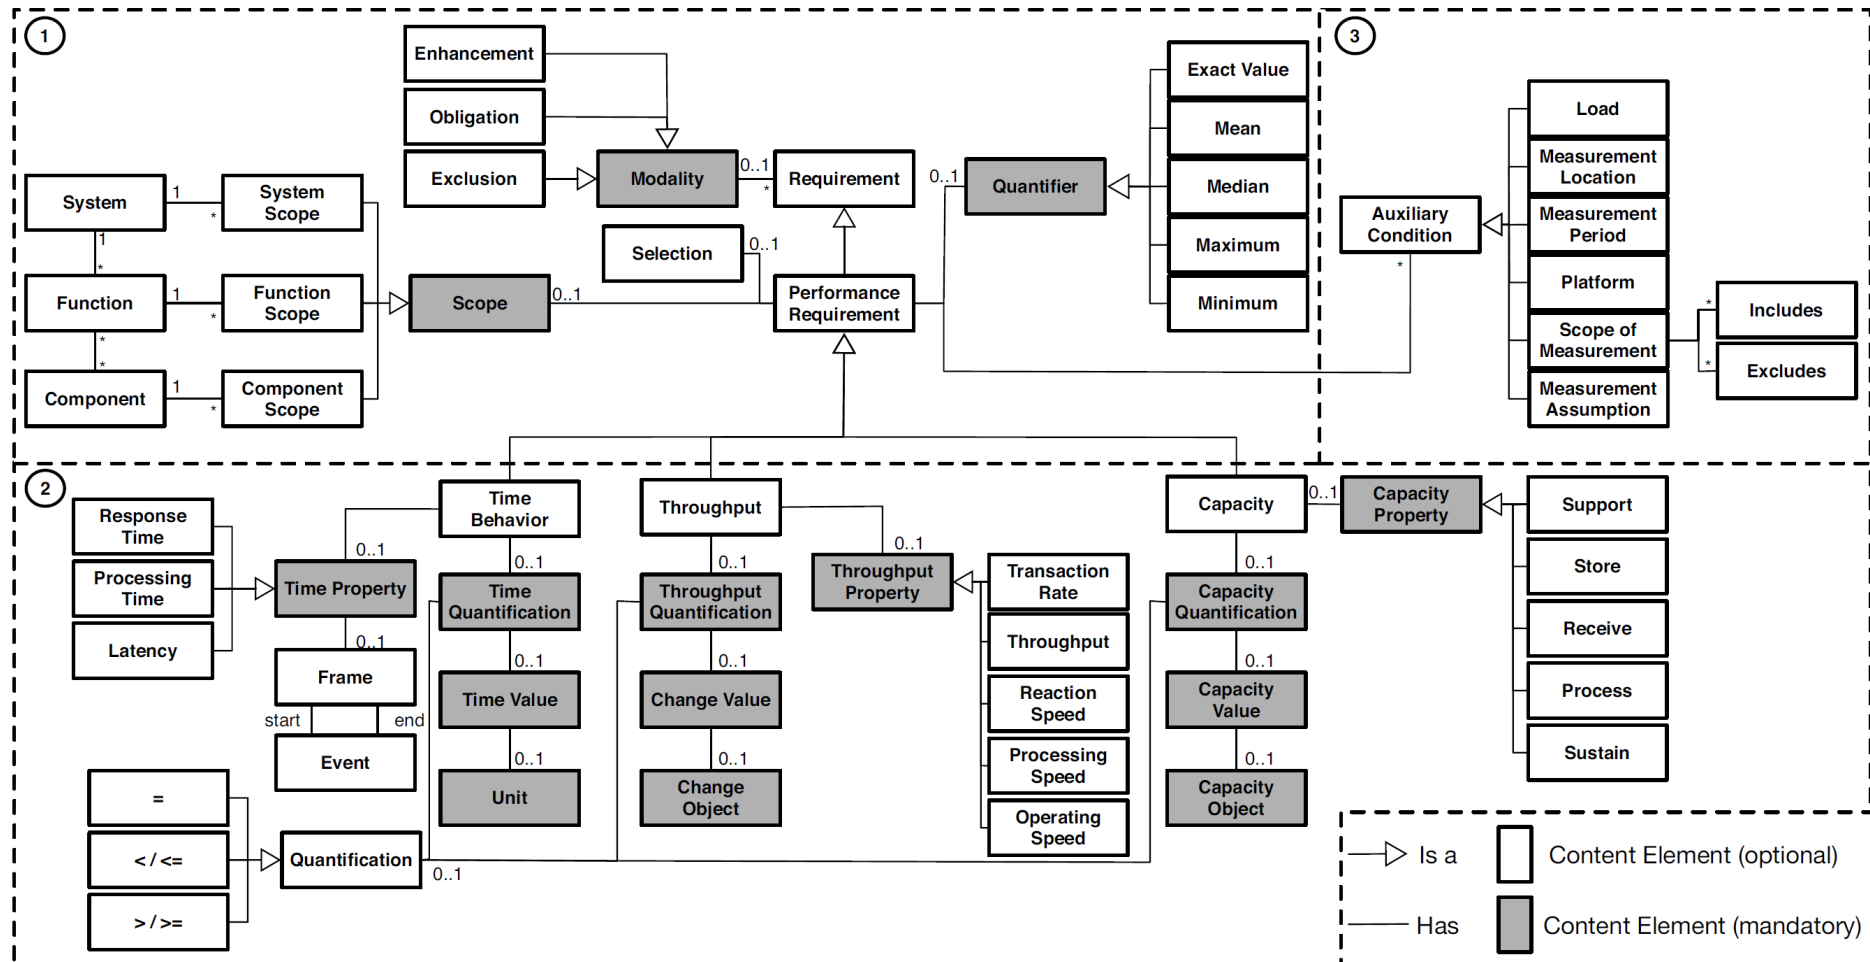 1
Enhancement
Obligation
Exclusion
Modality
0..1
*
Requirement
System
1
*
System
Scope
1
*
Function
1
*
Function
Scope
*
*
Component
1
*
Component
Scope
Scope
0..1
Selection
0..1
Performance
Requirement
0..1
Quantifier
Exact Value
Mean
Median
Maximum
Minimum
3
Auxiliary
Condition
*
Load
Measurement
Location
Measurement
Period
Platform
Scope of
Measurement
Measurement
Assumption
*
Includes
*
Excludes
2
Response
Time
Processing
Time
Latency
Time Property
0..1
0..1
Frame
start
end
Event
Time
Behavior
0..1
Time
Quantification
0..1
Time Value
0..1
Unit
=
< / <=
> / >=
Quantification
0..1
Throughput
0..1
Throughput
Quantification
0..1
Change Value
0..1
Change
Object
0..1
Throughput
Property
Transaction
Rate
Throughput
Reaction
Speed
Processing
Speed
Operating
Speed
Capacity
0..1
0..1
Capacity
Quantification
0..1
Capacity
Value
0..1
Capacity
Object
Capacity
Property
Support
Store
Receive
Process
Sustain
Is a
Content Element (optional)
Has
Content Element (mandatory)